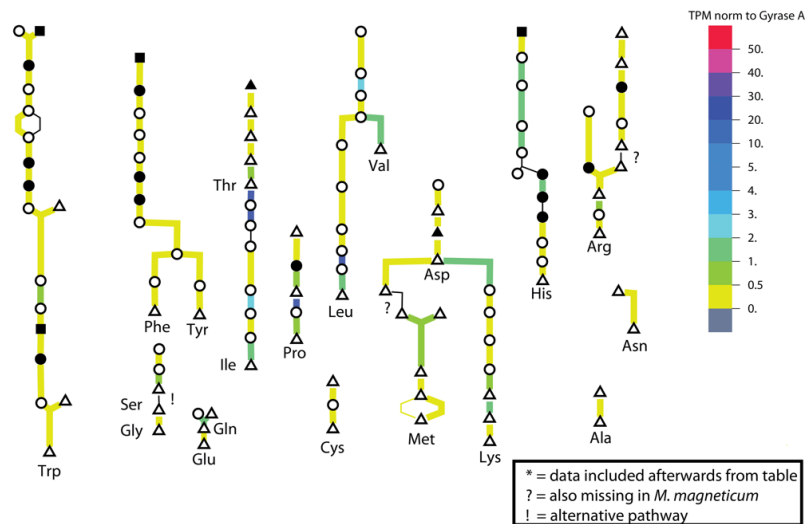 TPM norm to Gyrase A
50.
40.
30.
20.
10.
5.
4.
3.
2.
1.
0.5
0.
Val
Thr
?
Arg
Asp
His
Leu
?
Phe
Tyr
Pro
Asn
Ile
Ser
!
Gly
Gln
Glu
Cys
Met
Lys
Ala
Trp
* = data included afterwards from table
? = also missing in M. magneticum
! = alternative pathway